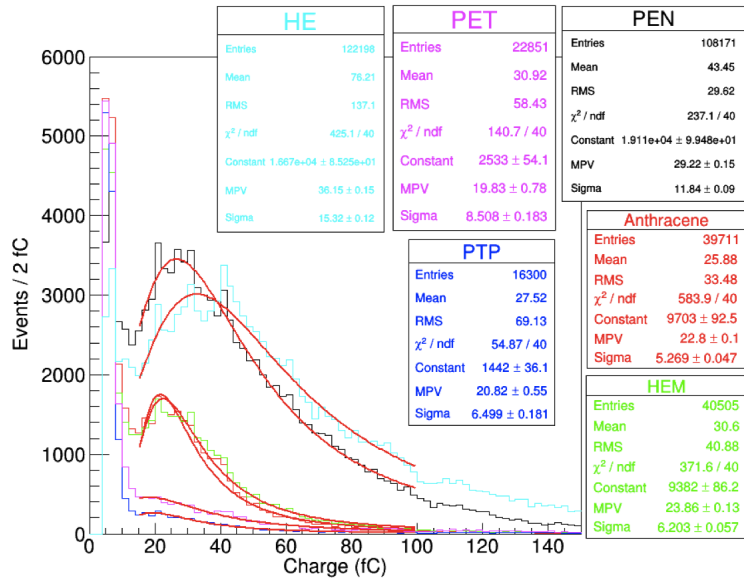 HE
Entries 122198
Mean 76.21
RMS 137.1
χ² / ndf 425.1 / 40
Constant 1.667e+04 ± 8.525e+01
MPV 36.15 ± 0.15
Sigma 15.32 ± 0.12
PET
Entries 22851
Mean 30.92
RMS 58.43
χ² / ndf 140.7 / 40
Constant 2533 ± 54.1
MPV 19.83 ± 0.78
Sigma 8.508 ± 0.183
PEN
Entries 108171
Mean 43.45
RMS 29.62
χ² / ndf 237.1 / 40
Constant 1.911e+04 ± 9.948e+01
MPV 29.22 ± 0.15
Sigma 11.84 ± 0.09
Anthracene
Entries 39711
Mean 25.88
RMS 33.48
χ² / ndf 583.9 / 40
Constant 9703 ± 92.5
MPV 22.8 ± 0.1
Sigma 5.269 ± 0.047
PTP
Entries 16300
Mean 27.52
RMS 69.13
χ² / ndf 54.87 / 40
Constant 1442 ± 36.1
MPV 20.82 ± 0.55
Sigma 6.499 ± 0.181
HEM
Entries 40505
Mean 30.6
RMS 40.88
χ² / ndf 371.6 / 40
Constant 9382 ± 86.2
MPV 23.86 ± 0.13
Sigma 6.203 ± 0.057
Events / 2 fC
6000
5000
4000
3000
2000
1000
0
0 20 40 60 80 100 120 140
Charge (fC)